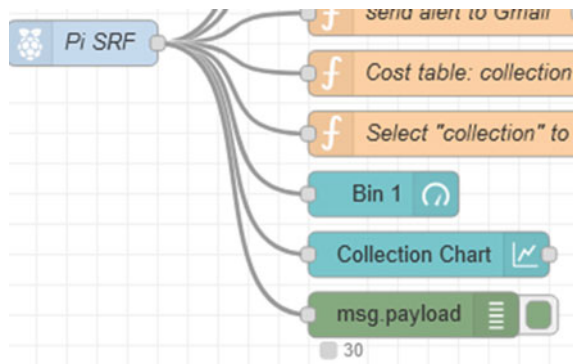 send alert to Gmail
Pi SRF
Cost table: collection
Select "collection" to
Bin 1
Collection Chart
msg.payload
30